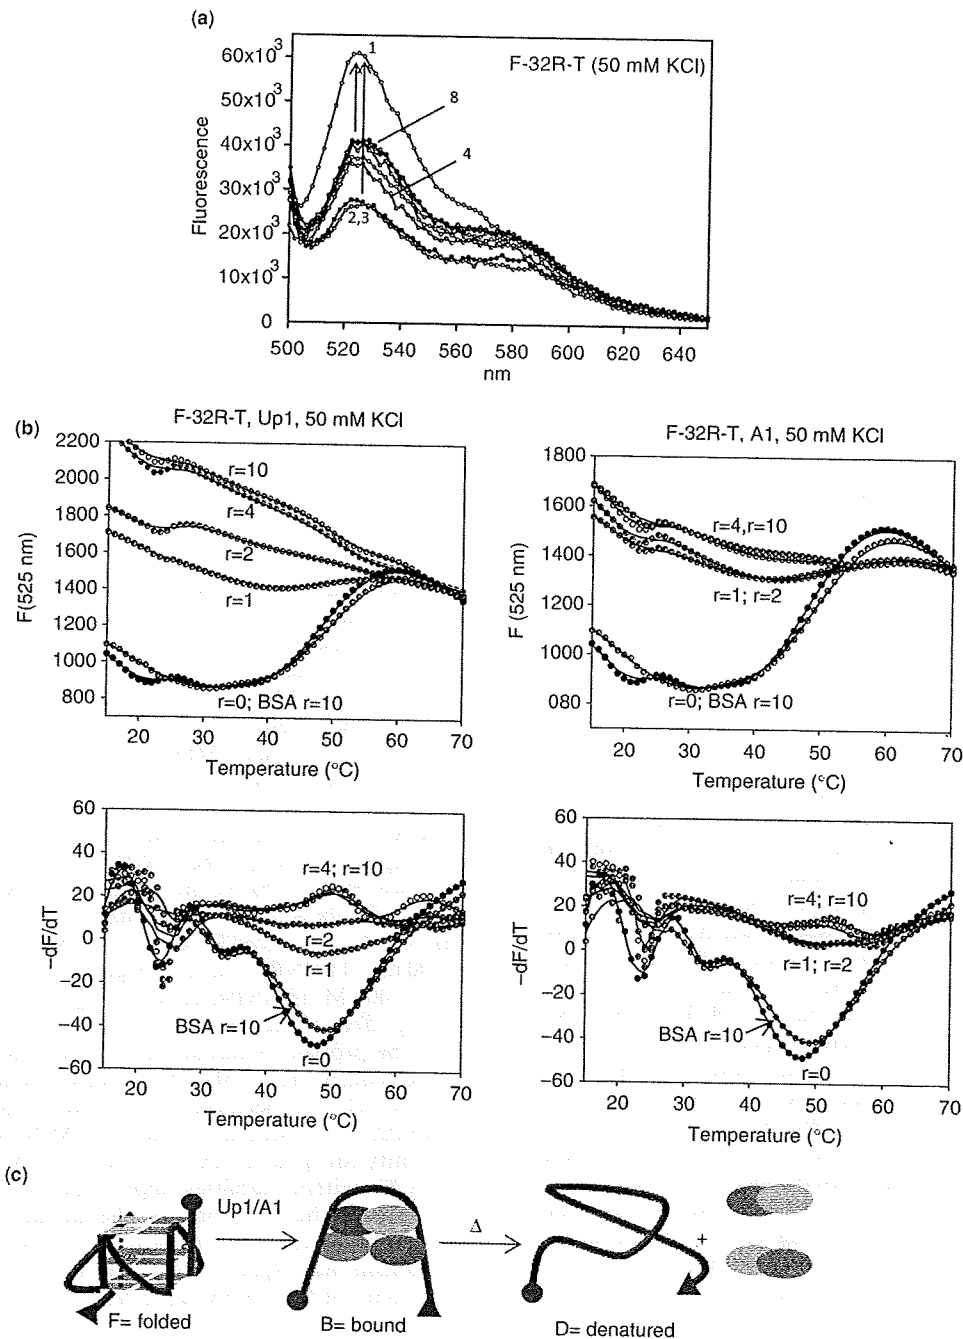 (a)
F-32R-T (50 mM KCl)
60x10³
50x10³
40x10³
30x10³
20x10³
10x10³
0
Fluorescence
1
8
4
2,3
500 520 540 560 580 600 620 640
nm
(b)
F-32R-T, Up1, 50 mM KCl
2200
2000
1800
1600
1400
1200
1000
800
F(525 nm)
r=10
r=4
r=2
r=1
r=0; BSA r=10
20 30 40 50 60 70
Temperature (°C)
F-32R-T, A1, 50 mM KCl
1800
1600
1400
1200
1000
080
F (525 nm)
r=4,r=10
r=1; r=2
r=0; BSA r=10
20 30 40 50 60 70
Temperature (°C)
60
40
20
0
−20
−40
−60
−dF/dT
r=4; r=10
r=2
r=1
BSA r=10
r=0
20 30 40 50 60 70
Temperature (°C)
60
40
20
0
−20
−40
−60
−dF/dT
r=4; r=10
r=1; r=2
BSA r=10
r=0
20 30 40 50 60 70
Temperature (°C)
(c)
Up1/A1
Δ
+
F= folded
B= bound
D= denatured